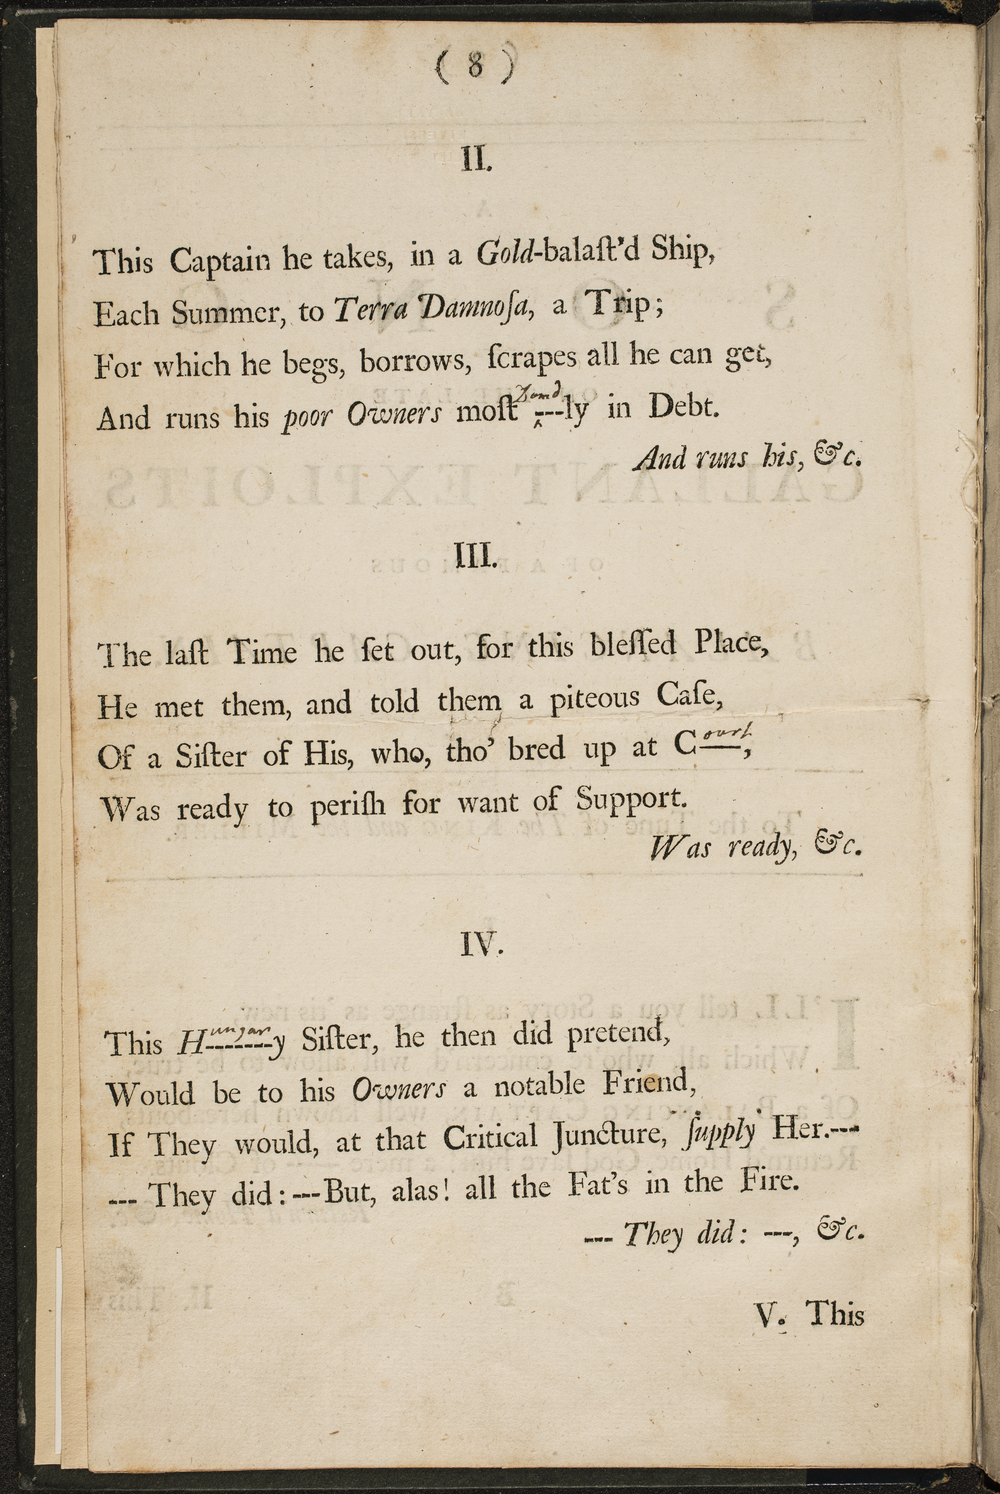 ( 8 )
II.
This Captain he takes, in a Gold-balaſt'd Ship,
Each Summer, to Terra Damnoſa, a Trip;
For which he begs, borrows, ſcrapes all he can get,
And runs his poor Owners moſt ---ly in Debt.
And runs his, &c.
III.
The laſt Time he ſet out, for this bleſſed Place,
He met them, and told them a piteous Caſe,
Of a Siſter of His, who, tho' bred up at Court,
Was ready to periſh for want of Support.
Was ready, &c.
IV.
This Hungary Siſter, he then did pretend,
Would be to his Owners a notable Friend,
If They would, at that Critical Juncture, ſupply Her.---
--- They did: ---But, alas! all the Fat's in the Fire.
--- They did: ---, &c.
V. This